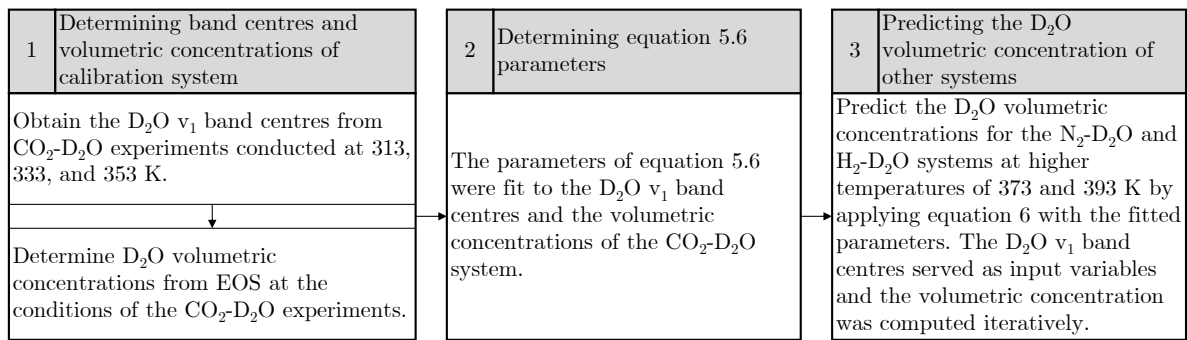 1
Determining band centres and
volumetric concentrations of
calibration system
Obtain the D₂O v₁ band centres from
CO₂-D₂O experiments conducted at 313,
333, and 353 K.
Determine D₂O volumetric
concentrations from EOS at the
conditions of the CO₂-D₂O experiments.
2
Determining equation 5.6
parameters
The parameters of equation 5.6
were fit to the D₂O v₁ band
centres and the volumetric
concentrations of the CO₂-D₂O
system.
3
Predicting the D₂O
volumetric concentration of
other systems
Predict the D₂O volumetric
concentrations for the N₂-D₂O and
H₂-D₂O systems at higher
temperatures of 373 and 393 K by
applying equation 6 with the fitted
parameters. The D₂O v₁ band
centres served as input variables
and the volumetric concentration
was computed iteratively.